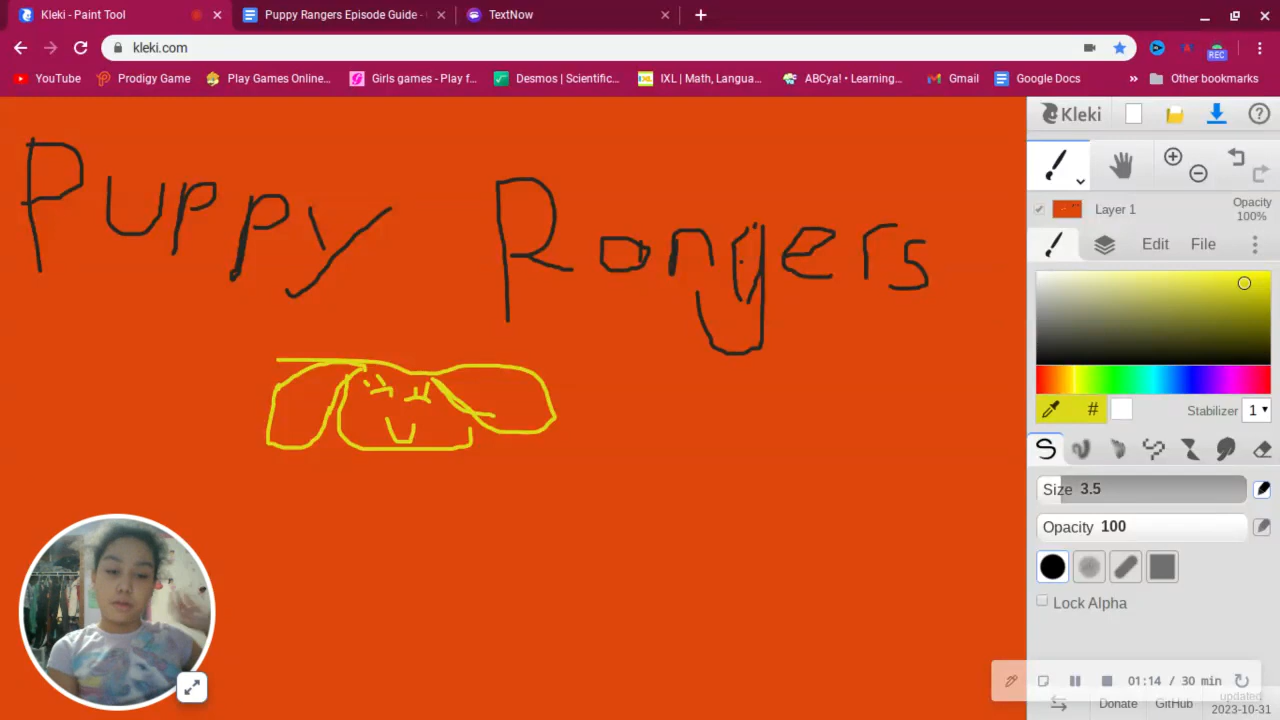 Kleki - Paint Tool
Puppy Rangers Episode Guide -
TextNow
kleki.com
REC
YouTube
Prodigy Game
Play Games Online...
Girls games - Play f...
Desmos | Scientific...
IXL
IXL | Math, Langua...
ABCya! • Learning...
Gmail
Google Docs
»
Other bookmarks
Kleki
Puppy Rangers
Layer 1
Opacity
100%
Edit
File
#
Stabilizer
1
Size 3.5
Opacity 100
Lock Alpha
01:14 / 30 min
Donate
GitHub
updated
2023-10-31